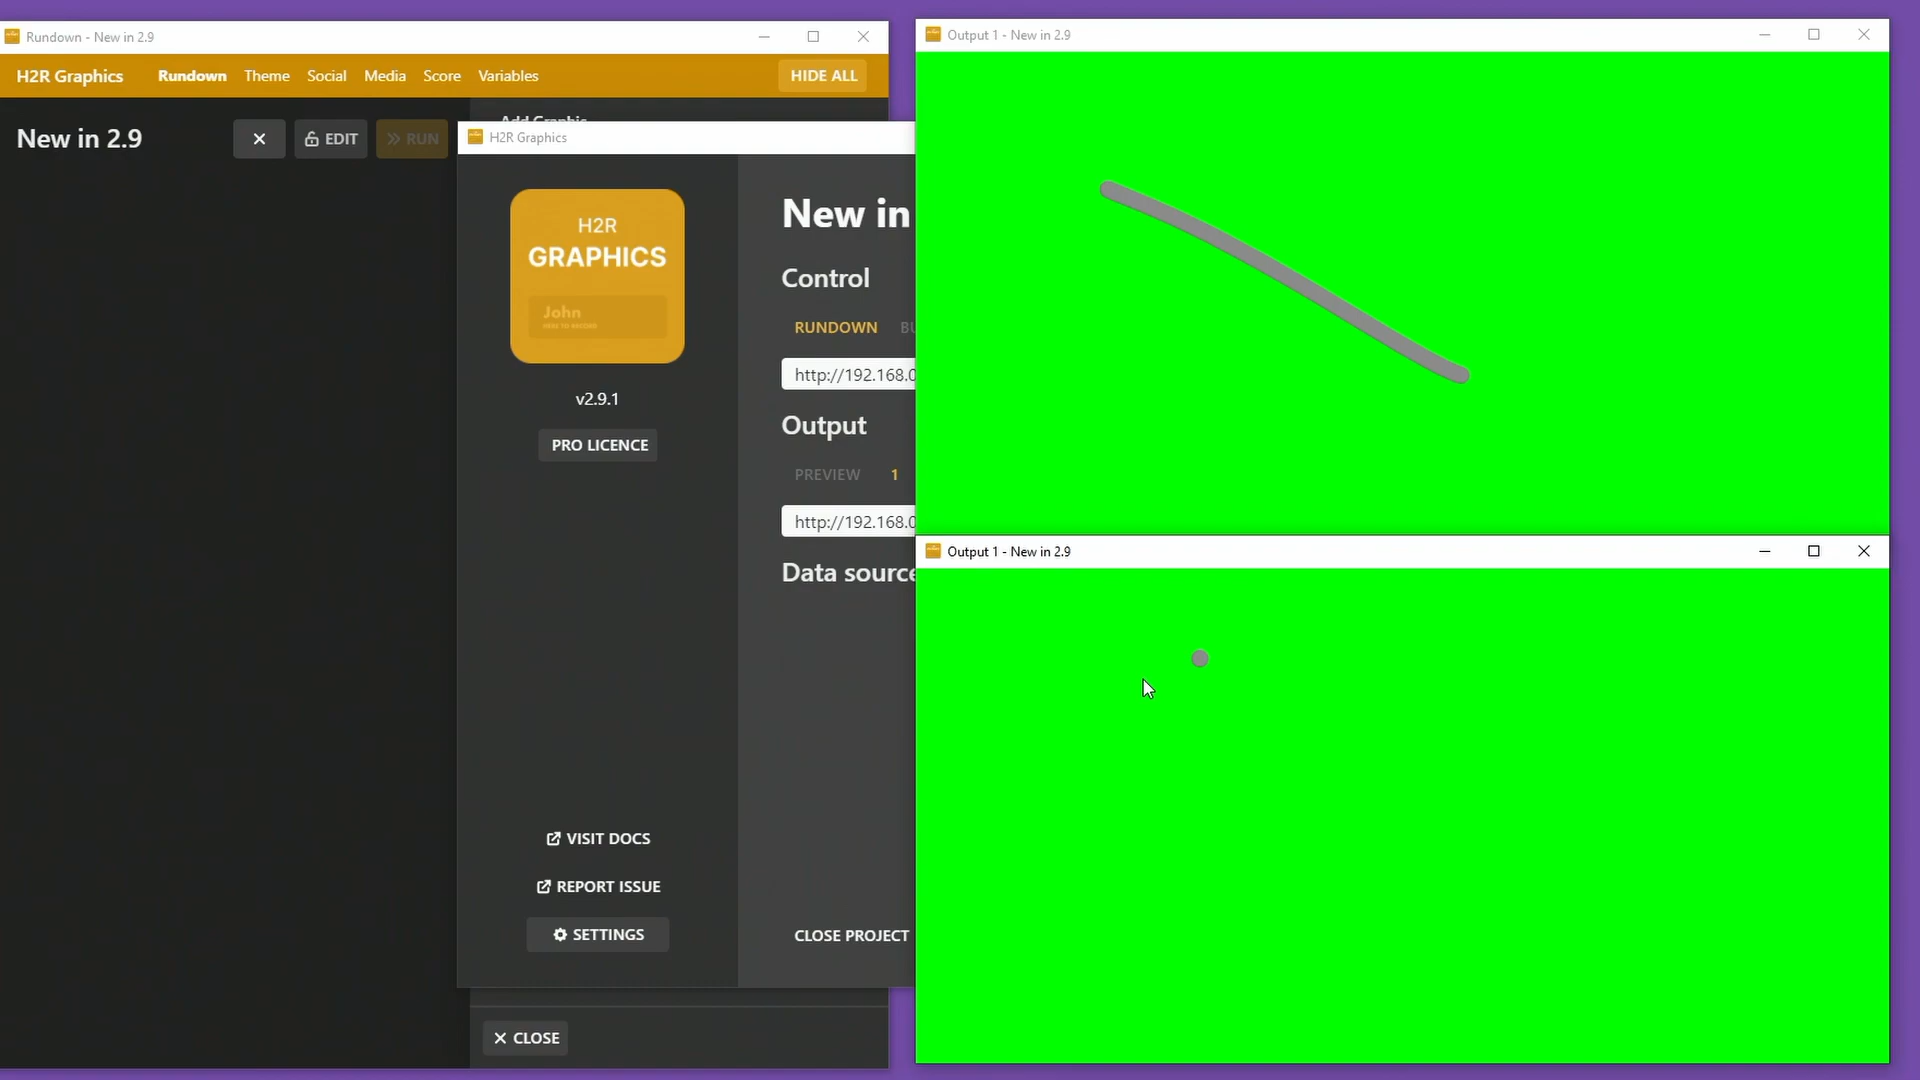 Rundown - New in 2.9
H2R Graphics
Rundown
Theme
Social
Media
Score
Variables
HIDE ALL
New in 2.9
EDIT
RUN
Add Graphic
H2R Graphics
H2R
GRAPHICS
John
v2.9.1
PRO LICENCE
VISIT DOCS
REPORT ISSUE
SETTINGS
New in
Control
RUNDOWN
http://192.168.0
Output
PREVIEW
1
http://192.168.0
Data source
CLOSE PROJECT
CLOSE
Output 1 - New in 2.9
Output 1 - New in 2.9